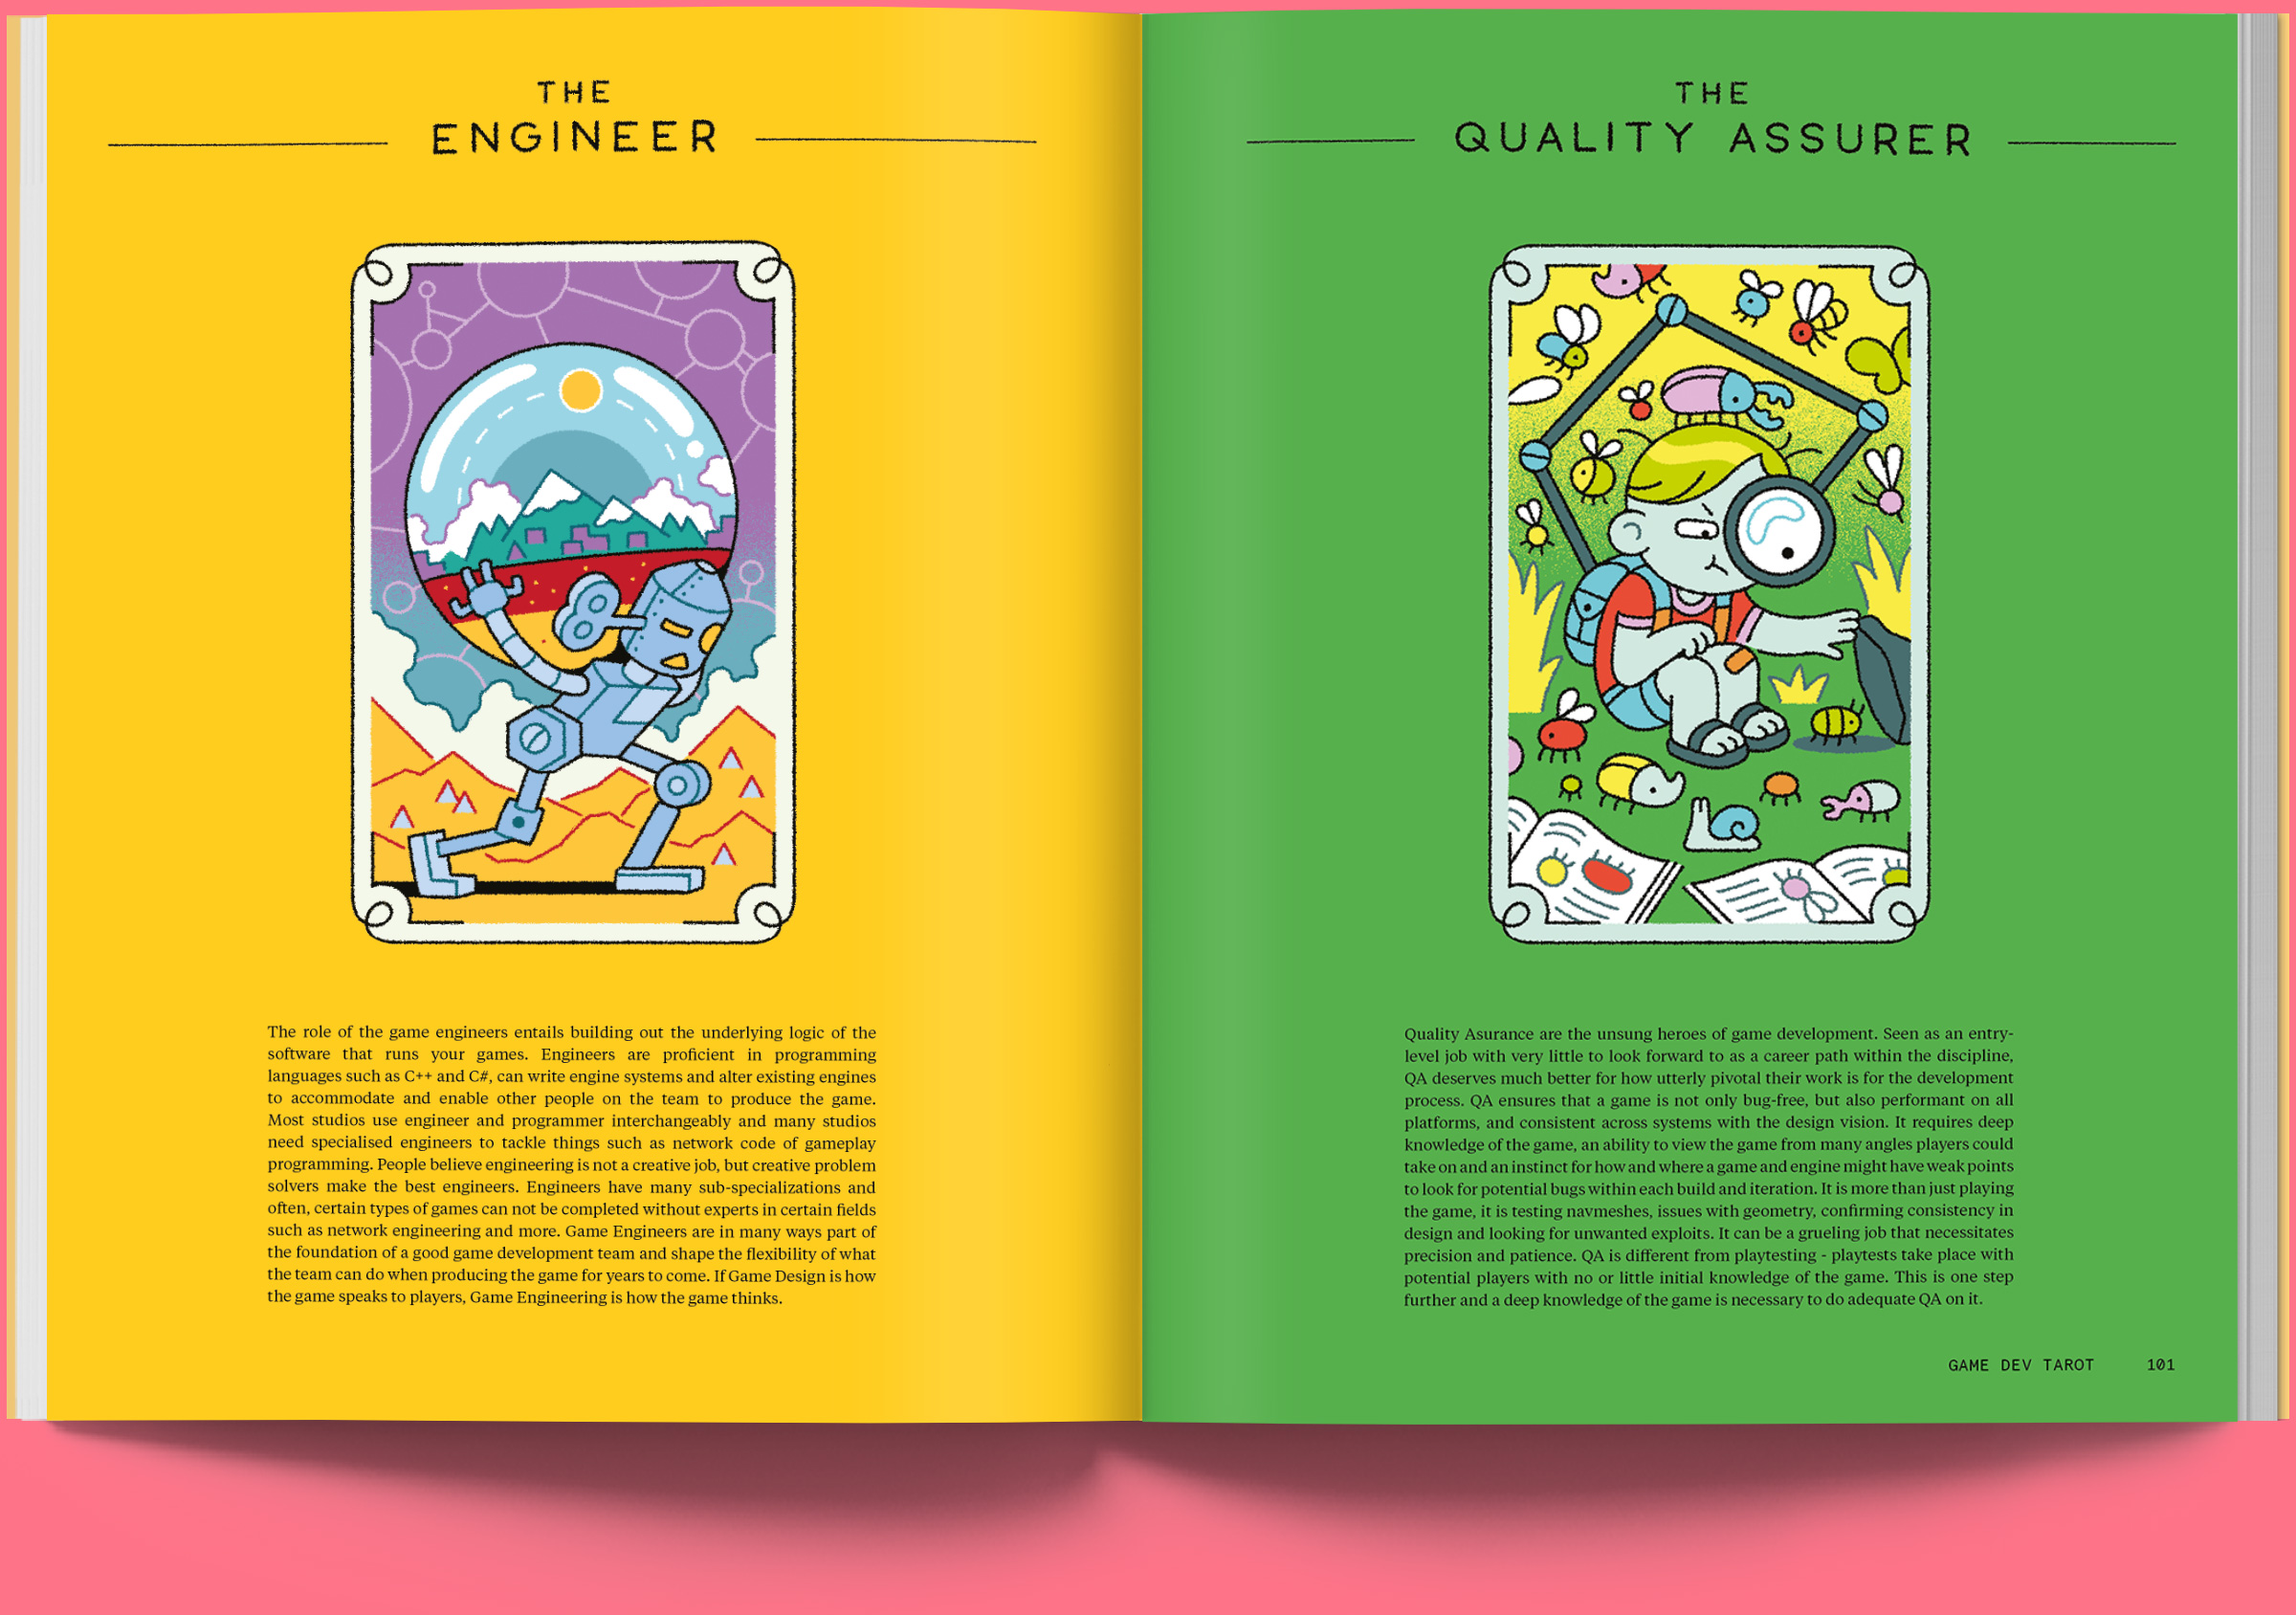 THE
ENGINEER
The role of the game engineers entails building out the underlying logic of the
software that runs your games. Engineers are proficient in programming
languages such as C++ and C#, can write engine systems and alter existing engines
to accommodate and enable other people on the team to produce the game.
Most studios use engineer and programmer interchangeably and many studios
need specialised engineers to tackle things such as network code of gameplay
programming. People believe engineering is not a creative job, but creative problem
solvers make the best engineers. Engineers have many sub-specializations and
often, certain types of games can not be completed without experts in certain fields
such as network engineering and more. Game Engineers are in many ways part of
the foundation of a good game development team and shape the flexibility of what
the team can do when producing the game for years to come. If Game Design is how
the game speaks to players, Game Engineering is how the game thinks.
THE
QUALITY ASSURER
Quality Asurance are the unsung heroes of game development. Seen as an entry-
level job with very little to look forward to as a career path within the discipline,
QA deserves much better for how utterly pivotal their work is for the development
process. QA ensures that a game is not only bug-free, but also performant on all
platforms, and consistent across systems with the design vision. It requires deep
knowledge of the game, an ability to view the game from many angles players could
take on and an instinct for how and where a game and engine might have weak points
to look for potential bugs within each build and iteration. It is more than just playing
the game, it is testing navmeshes, issues with geometry, confirming consistency in
design and looking for unwanted exploits. It can be a grueling job that necessitates
precision and patience. QA is different from playtesting - playtests take place with
potential players with no or little initial knowledge of the game. This is one step
further and a deep knowledge of the game is necessary to do adequate QA on it.
GAME DEV TAROT 101